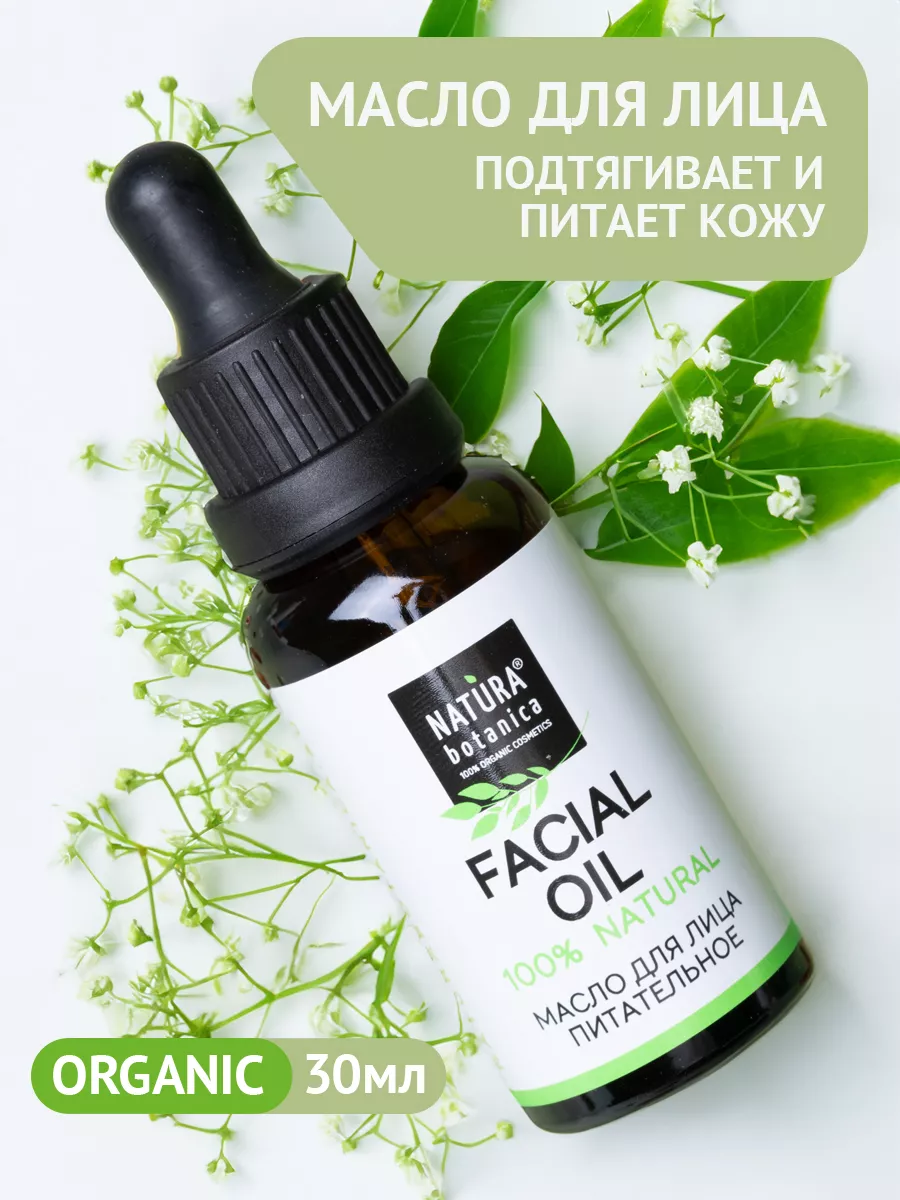 МАСЛО ДЛЯ ЛИЦА
ПОДТЯГИВАЕТ И
ПИТАЕТ КОЖУ
NATURA®
botanica
100% ORGANIC COSMETICS
FACIAL
OIL
100% NATURAL
МАСЛО ДЛЯ ЛИЦА
ПИТАТЕЛЬНОЕ
ORGANIC 30мл